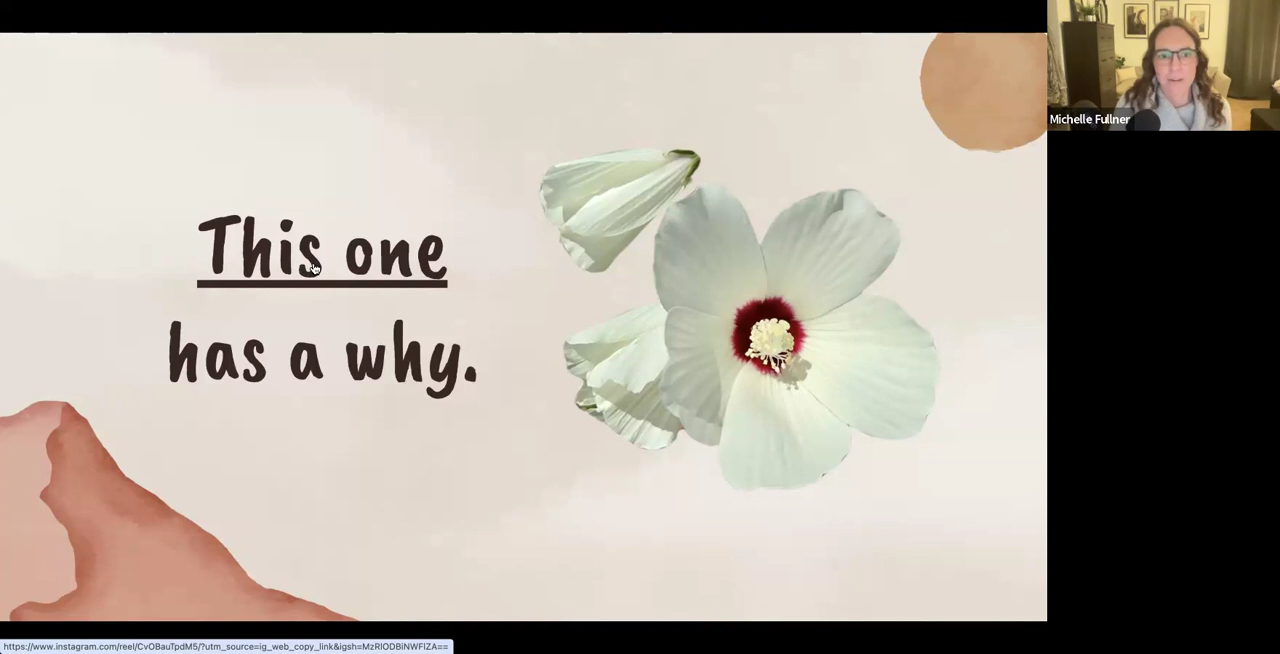 Michelle Fullner
This one
has a why.
https://www.instagram.com/reel/CvOBauTpdM5/?utm_source=ig_web_copy_link&igsh=MzRlODBiNWFlZA==